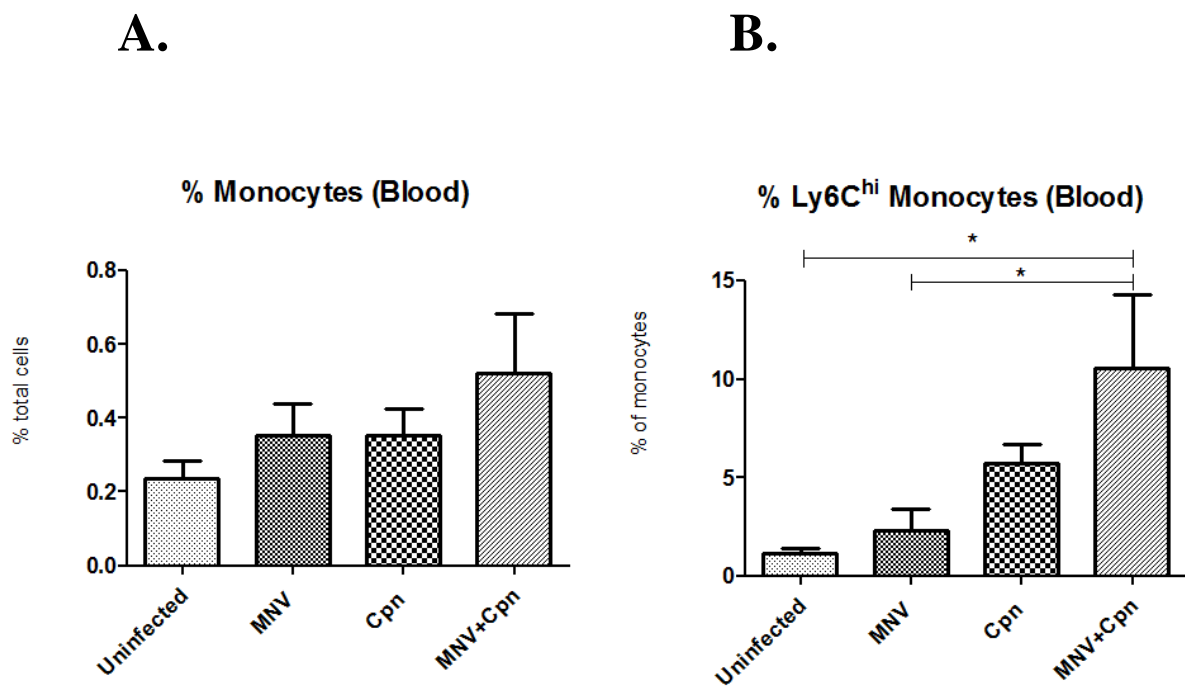 A.
% Monocytes (Blood)
% total cells
0.8
0.6
0.4
0.2
0.0
Uninfected
MNV
Cpn
MNV+Cpn
B.
% Ly6Chi Monocytes (Blood)
*
*
% of monocytes
15
10
5
0
Uninfected
MNV
Cpn
MNV+Cpn